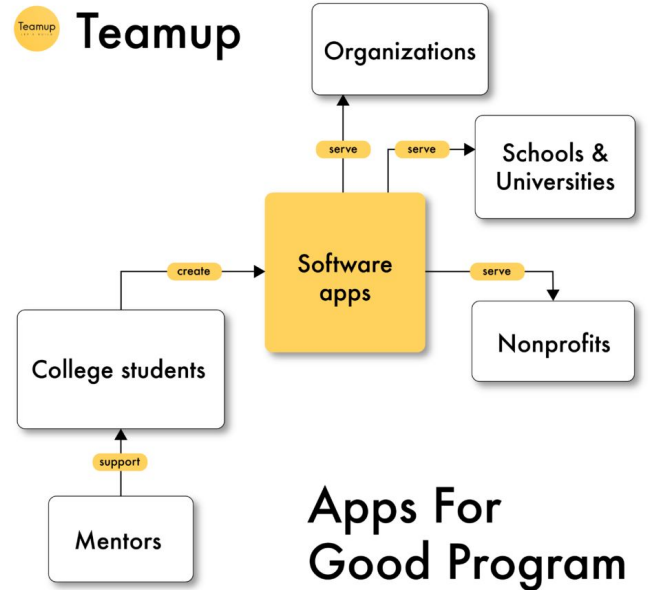 Teamup
Teamup
Organizations
serve
serve
Schools &
Universities
Software
apps
create
serve
College students
Nonprofits
support
Mentors
Apps For
Good Program